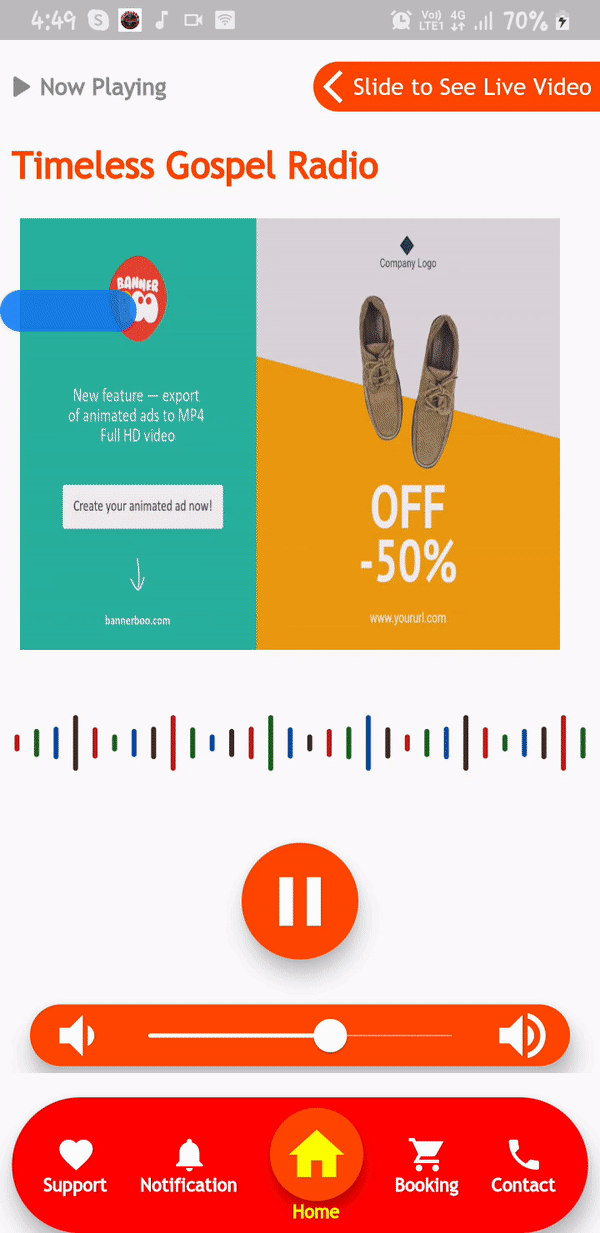 4:49
Vo))
LTE1
4G
70%
Now Playing
Slide to See Live Video
Timeless Gospel Radio
BANNER
Company Logo
New feature — export
of animated ads to MP4
Full HD video
Create your animated ad now!
bannerboo.com
OFF
-50%
www.yoururl.com
Support
Notification
Home
Booking
Contact